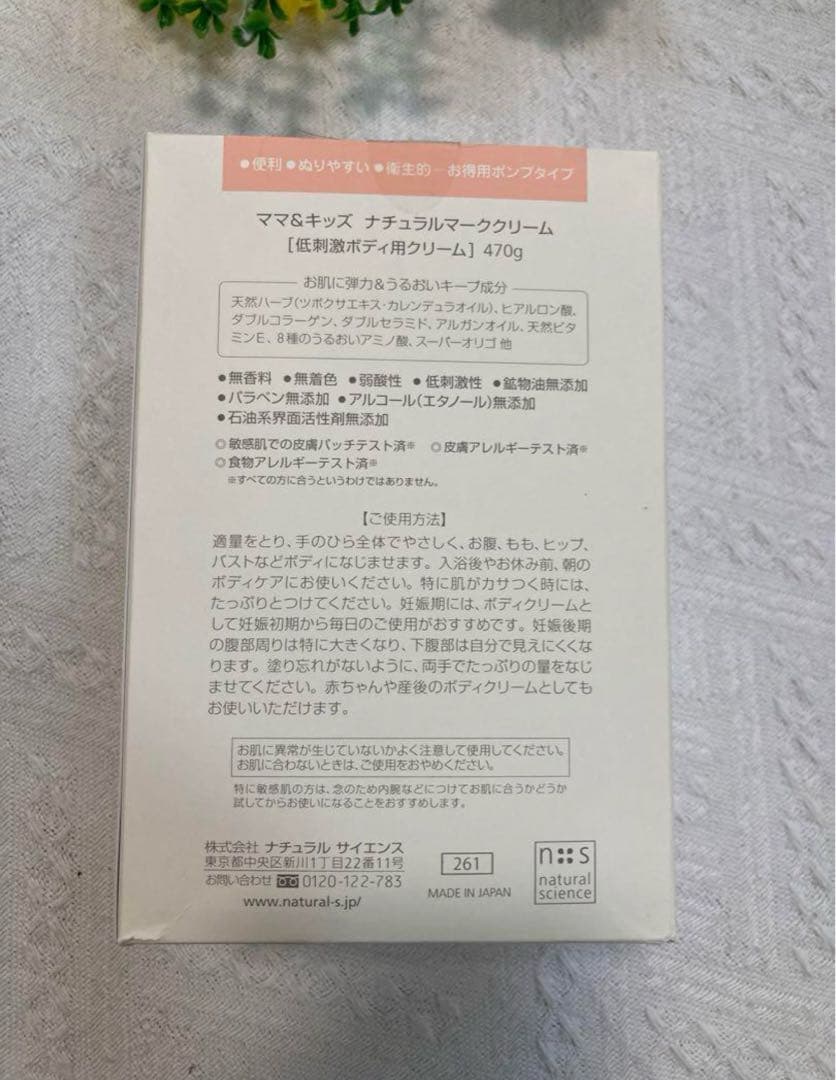 ●便利●ぬりやすい●衛生的 お得用ポンプタイプ
ママ&キッズ ナチュラルマーククリーム
[低刺激ボディ用クリーム] 470g
お肌に弾力&うるおいキープ成分
天然ハーブ(ツボクサエキス・カレンデュラオイル)、ヒアルロン酸、
ダブルコラーゲン、ダブルセラミド、アルガンオイル、天然ビタ
ミンE、8種のうるおいアミノ酸、スーパーオリゴ 他
●無香料 ●無着色 ●弱酸性 ●低刺激性 ●鉱物油無添加
●パラベン無添加 ●アルコール(エタノール)無添加
●石油系界面活性剤無添加
◎敏感肌での皮膚パッチテスト済※ ◎皮膚アレルギーテスト済※
◎食物アレルギーテスト済※
※すべての方に合うというわけではありません。
【ご使用方法】
適量をとり、手のひら全体でやさしく、お腹、もも、ヒップ、
バストなどボディになじませます。入浴後やお休み前、朝の
ボディケアにお使いください。特に肌がカサつく時には、
たっぷりとつけてください。妊娠期には、ボディクリームと
して妊娠初期から毎日のご使用がおすすめです。妊娠後期
の腹部周りは特に大きくなり、下腹部は自分で見えにくくな
ります。塗り忘れがないように、両手でたっぷりの量をなじ
ませてください。赤ちゃんや産後のボディクリームとしても
お使いいただけます。
お肌に異常が生じていないかよく注意して使用してください。
お肌に合わないときは、ご使用をおやめください。
特に敏感肌の方は、念のため内腕などにつけてお肌に合うかどうか
試してからお使いになることをおすすめします。
株式会社 ナチュラル サイエンス
東京都中央区新川1丁目22番11号
お問い合わせ 0120-122-783
www.natural-s.jp/
261
MADE IN JAPAN
n::s
natural
science